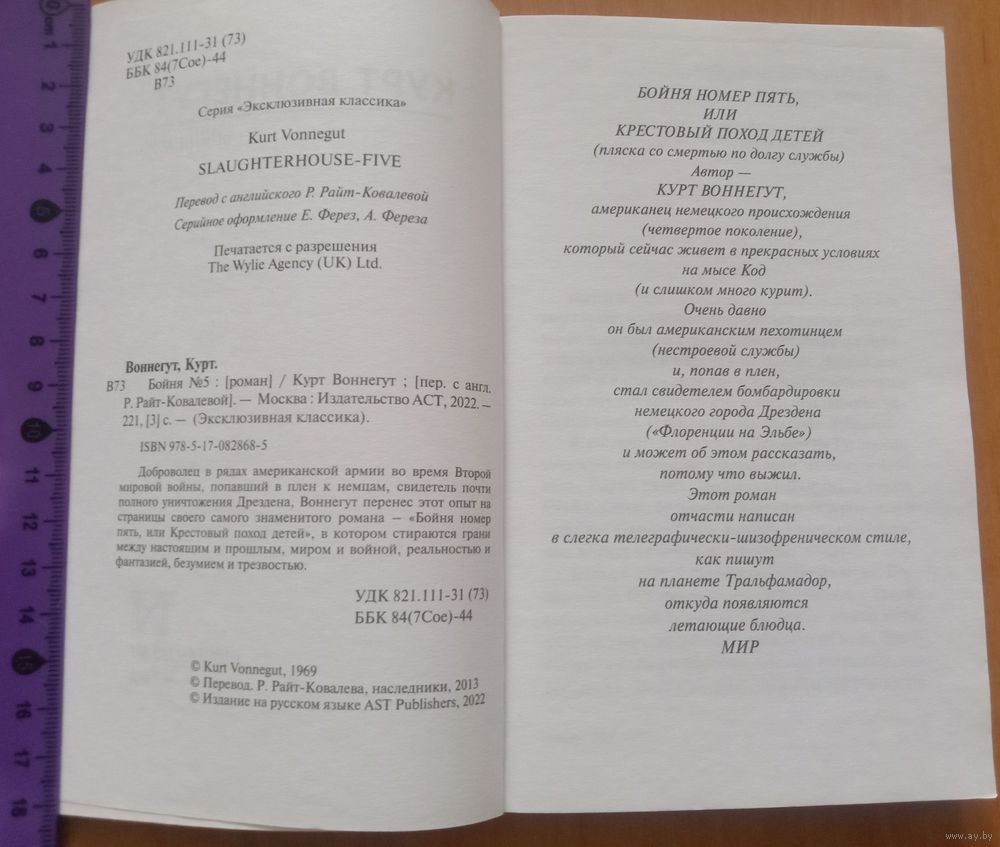 УДК 821.111-31 (73)
ББК 84(7Сое)-44
В73
Серия «Эксклюзивная классика»
Kurt Vonnegut
SLAUGHTERHOUSE-FIVE
Перевод с английского Р. Райт-Ковалевой
Серийное оформление Е. Ферез, А. Фереза
Печатается с разрешения
The Wylie Agency (UK) Ltd.
Воннегут, Курт.
В73 Бойня №5 : [роман] / Курт Воннегут ; [пер. с англ.
Р. Райт-Ковалевой]. — Москва : Издательство АСТ, 2022. —
221, [3] с. — (Эксклюзивная классика).
ISBN 978-5-17-082868-5
Доброволец в рядах американской армии во время Второй
мировой войны, попавший в плен к немцам, свидетель почти
полного уничтожения Дрездена, Воннегут перенес этот опыт на
страницы своего самого знаменитого романа — «Бойня номер
пять, или Крестовый поход детей», в котором стираются грани
между настоящим и прошлым, миром и войной, реальностью и
фантазией, безумием и трезвостью.
УДК 821.111-31 (73)
ББК 84(7Сое)-44
© Kurt Vonnegut, 1969
© Перевод. Р. Райт-Ковалева, наследники, 2013
© Издание на русском языке AST Publishers, 2022
БОЙНЯ НОМЕР ПЯТЬ,
ИЛИ
КРЕСТОВЫЙ ПОХОД ДЕТЕЙ
(пляска со смертью по долгу службы)
Автор —
КУРТ ВОННЕГУТ,
американец немецкого происхождения
(четвертое поколение),
который сейчас живет в прекрасных условиях
на мысе Код
(и слишком много курит).
Очень давно
он был американским пехотинцем
(нестроевой службы)
и, попав в плен,
стал свидетелем бомбардировки
немецкого города Дрездена
(«Флоренции на Эльбе»)
и может об этом рассказать,
потому что выжил.
Этот роман
отчасти написан
в слегка телеграфически-шизофреническом стиле,
как пишут
на планете Тральфамадор,
откуда появляются
летающие блюдца.
МИР
0 cm 1 2 3 4 5 6 7 8 9 10 11 12 13 14 15 16 17 18
www.ay.by